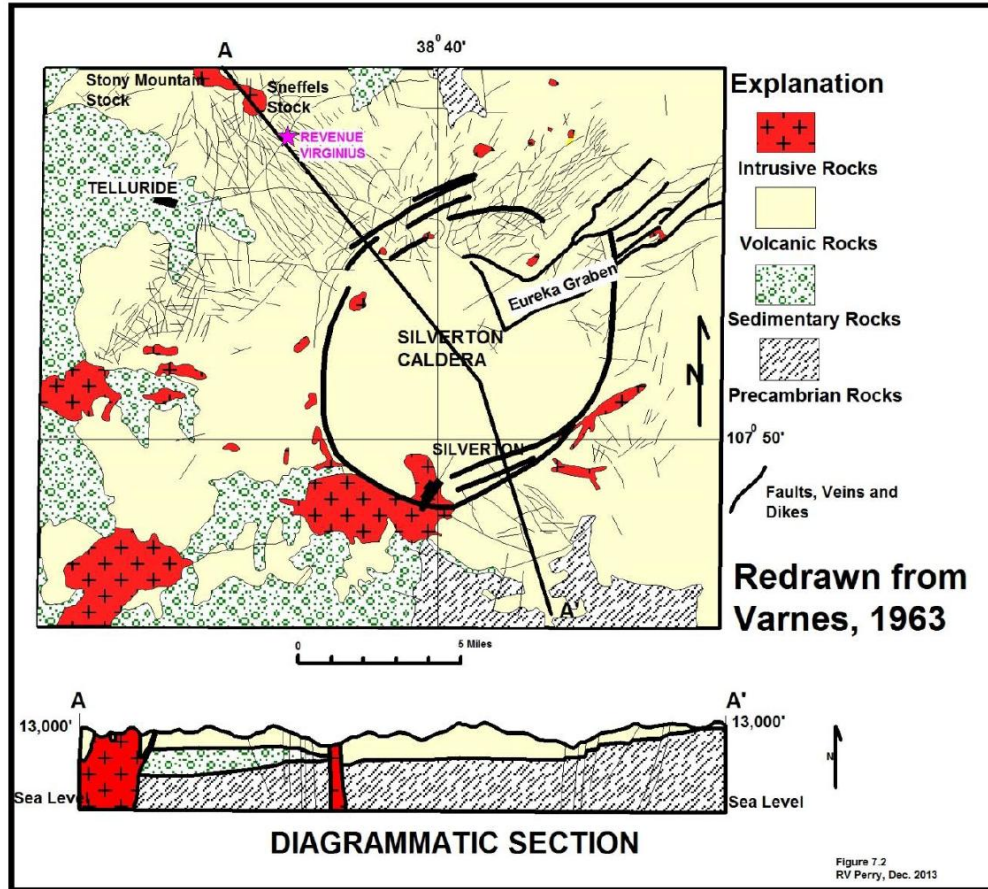 A
38° 40'
Stony Mountain
Stock
Sneffels
Stock
REVENUE
VIRGINIUS
TELLURIDE
Eureka Graben
SILVERTON
CALDERA
SILVERTON
A'
N
107° 50'
Explanation
Intrusive Rocks
Volcanic Rocks
Sedimentary Rocks
Precambrian Rocks
Faults, Veins and
Dikes
Redrawn from
Varnes, 1963
0
5 Miles
A
A'
13,000'
13,000'
N
Sea Level
Sea Level
DIAGRAMMATIC SECTION
Figure 7.2
RV Perry, Dec. 2013